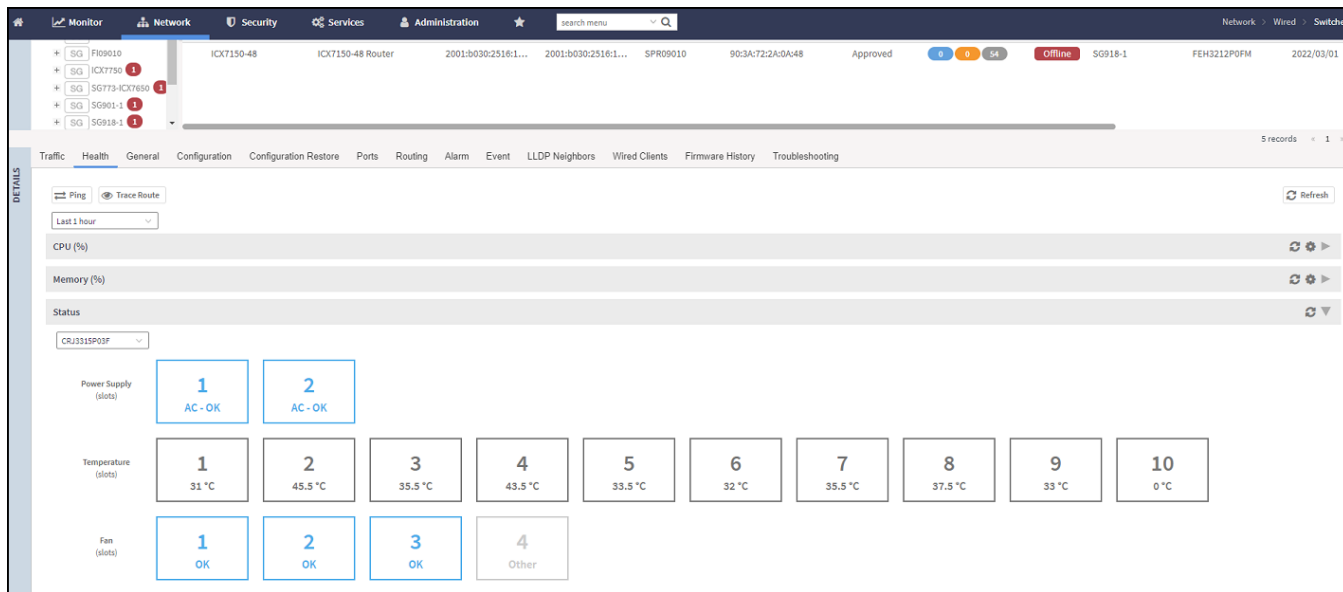 Monitor Network Security Services Administration search menu Network > Wired > Switche
+ SG FI09010 ICX7150-48 ICX7150-48 Router 2001:b030:2516:1... 2001:b030:2516:1... SPR09010 90:3A:72:2A:0A:48 Approved 0 0 54 Offline SG918-1 FEH3212P0FM 2022/03/01
+ SG ICX7750 1
+ SG SG773-ICX7650 1
+ SG SG901-1 1
+ SG SG918-1 1
5 records 1
Traffic Health General Configuration Configuration Restore Ports Routing Alarm Event LLDP Neighbors Wired Clients Firmware History Troubleshooting
DETAILS
Ping Trace Route Refresh
Last 1 hour
CPU (%)
Memory (%)
Status
CRJ3315P03F
Power Supply
(slots)
1 2
AC - OK AC - OK
Temperature
(slots)
1 2 3 4 5 6 7 8 9 10
31 °C 45.5 °C 35.5 °C 43.5 °C 33.5 °C 32 °C 35.5 °C 37.5 °C 33 °C 0 °C
Fan
(slots)
1 2 3 4
OK OK OK Other